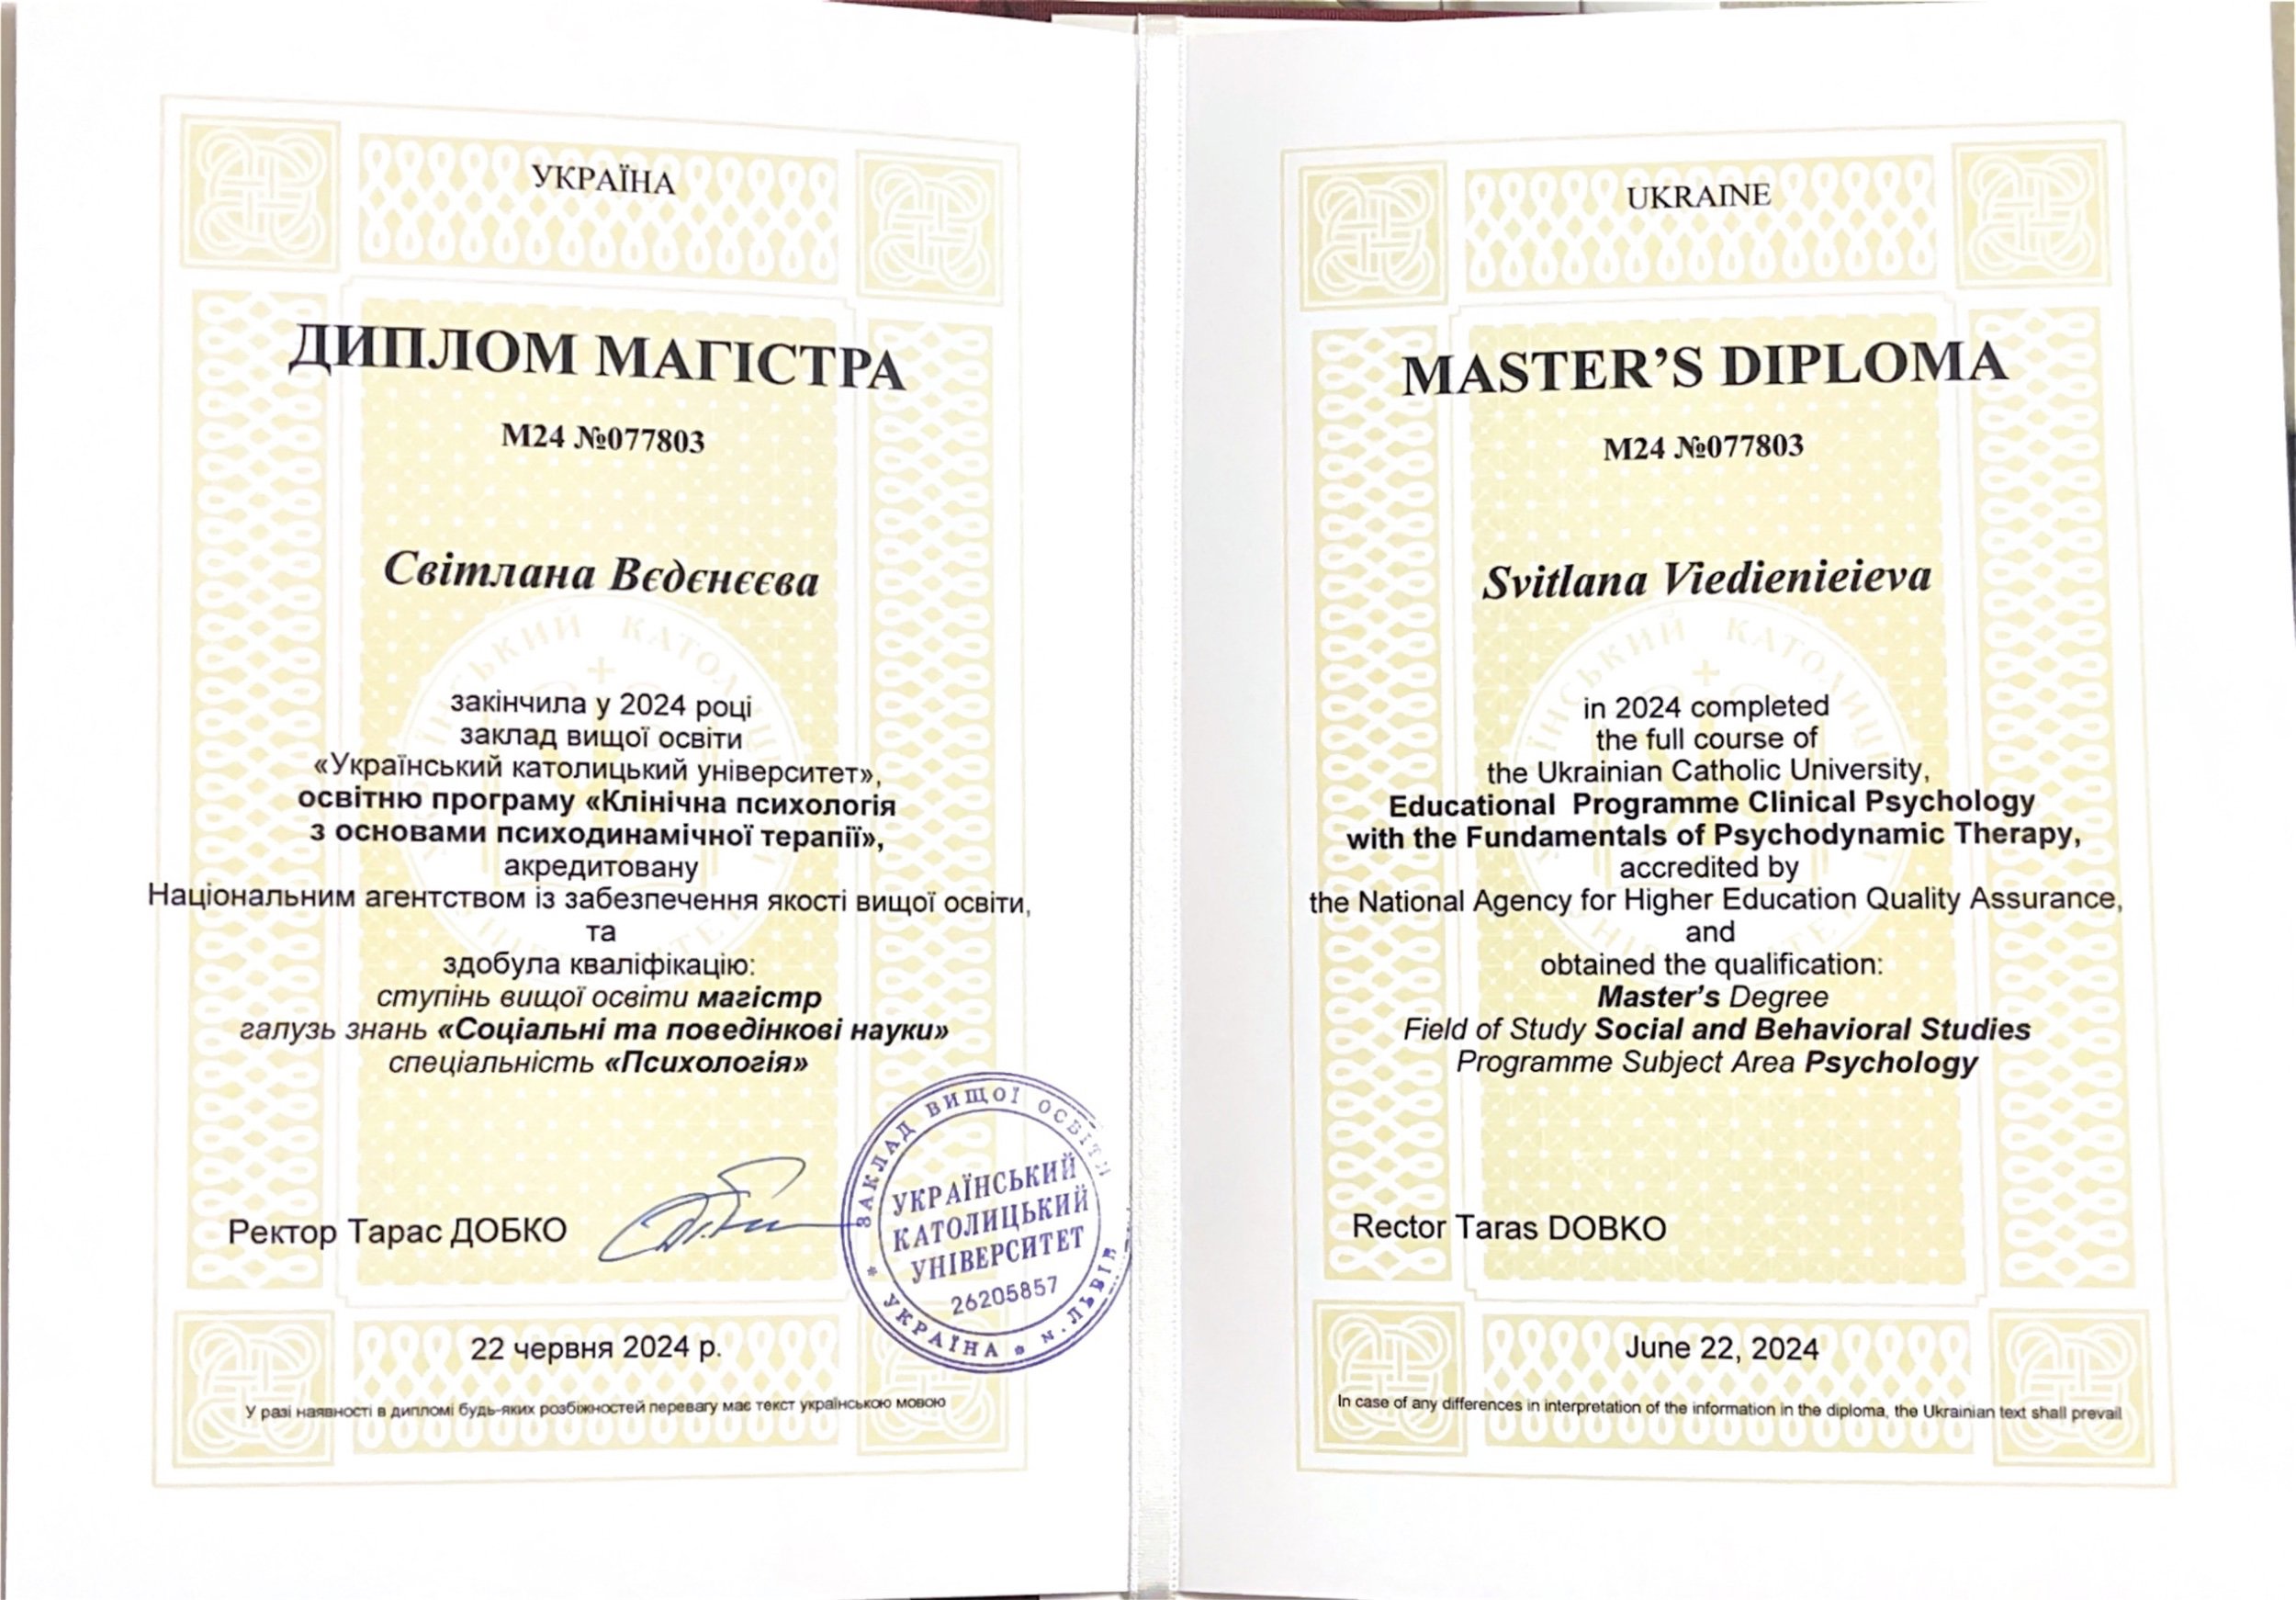 УКРАЇНА
ДИПЛОМ МАГІСТРА
М24 №077803
Світлана Вєдєнєєва
закінчила у 2024 році
заклад вищої освіти
«Український католицький університет»,
освітню програму «Клінічна психологія
з основами психодинамічної терапії»,
акредитовану
Національним агентством із забезпечення якості вищої освіти,
та
здобула кваліфікацію:
ступінь вищої освіти магістр
галузь знань «Соціальні та поведінкові науки»
спеціальність «Психологія»
Ректор Тарас ДОБКО
ЗАКЛАД ВИЩОЇ ОСВІТИ
УКРАЇНСЬКИЙ
КАТОЛИЦЬКИЙ
УНІВЕРСИТЕТ
26205857
* УКРАЇНА * м.ЛЬВІВ
22 червня 2024 р.
У разі наявності в дипломі будь-яких розбіжностей перевагу має текст українською мовою
UKRAINE
MASTER’S DIPLOMA
M24 №077803
Svitlana Viedienieieva
in 2024 completed
the full course of
the Ukrainian Catholic University,
Educational Programme Clinical Psychology
with the Fundamentals of Psychodynamic Therapy,
accredited by
the National Agency for Higher Education Quality Assurance,
and
obtained the qualification:
Master’s Degree
Field of Study Social and Behavioral Studies
Programme Subject Area Psychology
Rector Taras DOBKO
June 22, 2024
In case of any differences in interpretation of the information in the diploma, the Ukrainian text shall prevail